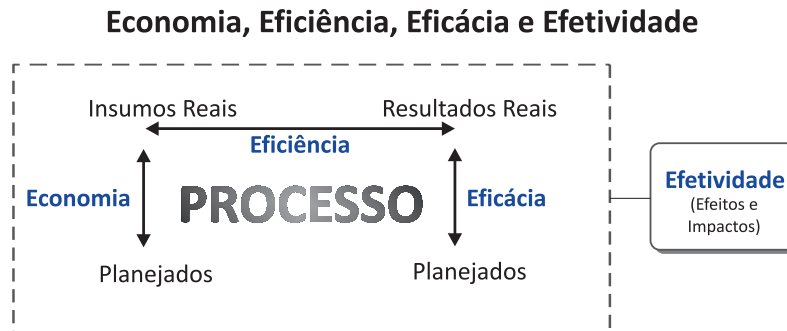 Economia, Eficiência, Eficácia e Efetividade
Insumos Reais
Resultados Reais
Eficiência
Economia
PROCESSO
Eficácia
Planejados
Planejados
Efetividade
(Efeitos e
Impactos)